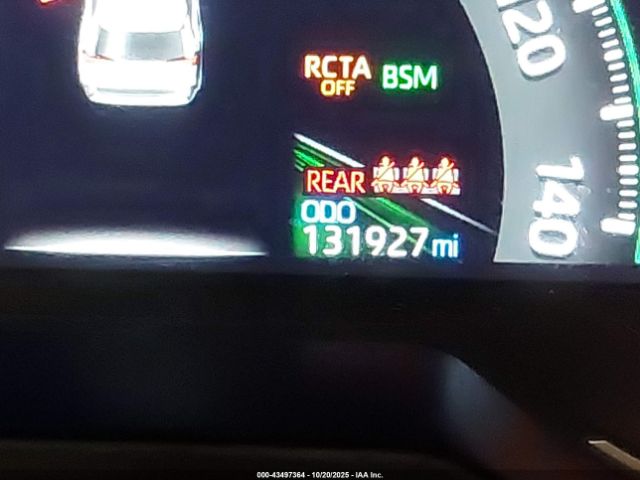 120
RCTA BSM
OFF
REAR
140
ODO
131927 mi
000-43497364 - 10/20/2025 - IAA Inc.